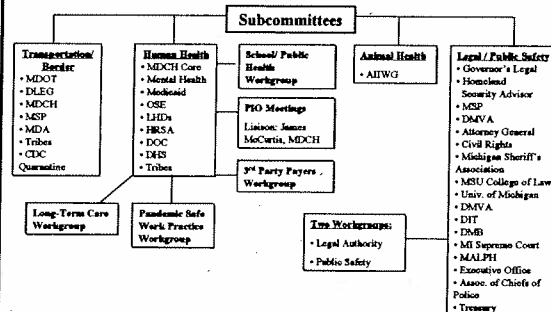 Subcommittees
Transportation/
Border
• MDOT
• DLEG
• MDCH
• MSP
• MDA
• Tribes
• CDC
Quarantine
Human Health
• MDCH Core
• Mental Health
• Medicaid
• OSE
• LHDs
• HRSA
• DOC
• DHS
• Tribes
School/ Public
Health
Workgroup
PIO Meetings
Liaison: James
McCurtis, MDCH
3rd Party Payers
Workgroup
Long-Term Care
Workgroup
Pandemic Safe
Work Practice
Workgroup
Animal Health
• AIIWG
Two Workgroups:
• Legal Authority
• Public Safety
Legal / Public Safety
• Governor's Legal
• Homeland
Security Advisor
• MSP
• DMVA
• Attorney General
• Civil Rights
• Michigan Sheriff's
Association
• MSU College of Law
• Univ. of Michigan
• DMVA
• DIT
• DMB
• MI Supreme Court
• MALPH
• Executive Office
• Assoc. of Chiefs of
Police
• Treasury